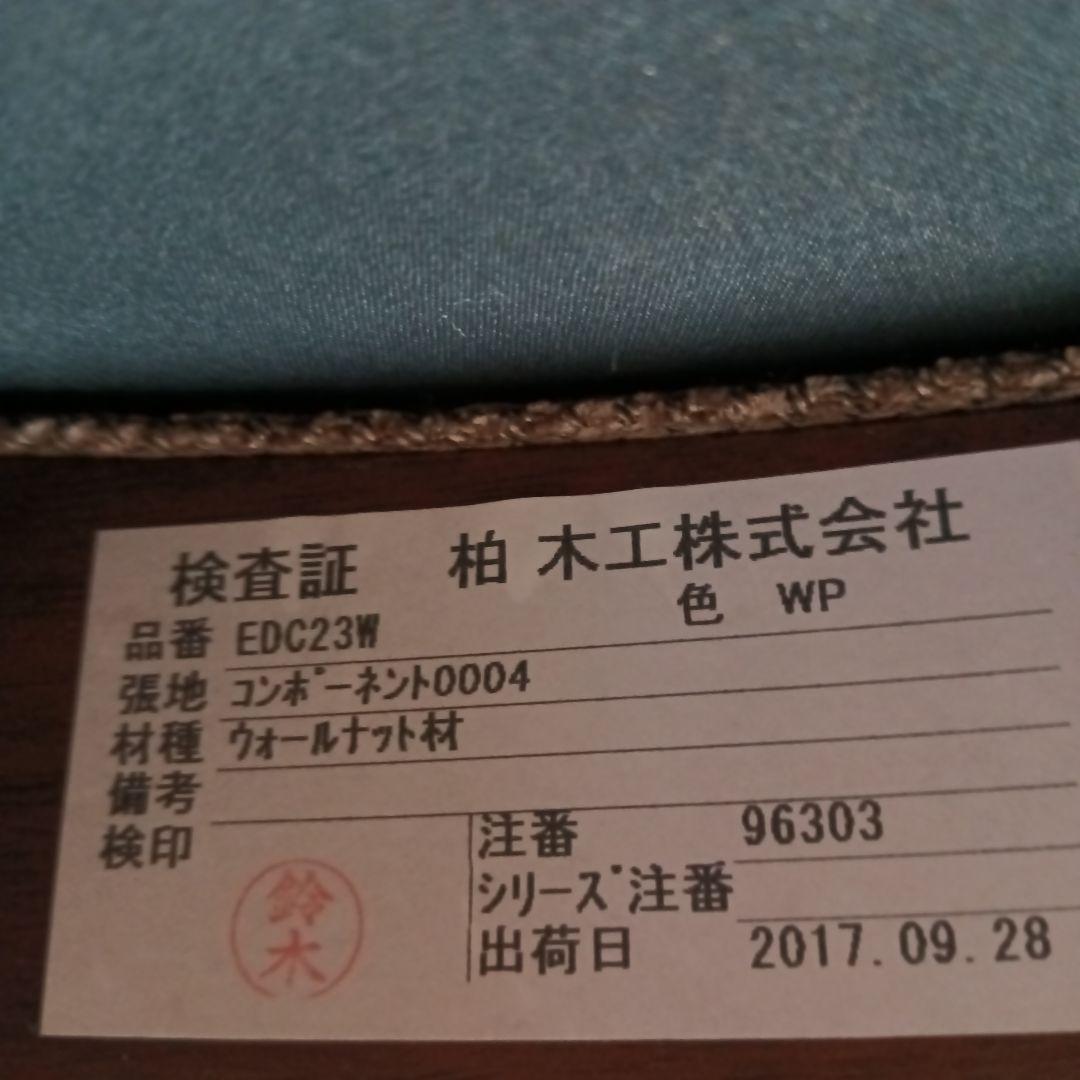 検査証 柏木工株式会社
色 WP
品番 EDC23W
張地 ｺﾝﾎﾟｰﾈﾝﾄ0004
材種 ｳｫｰﾙﾅｯﾄ材
備考
検印
鈴木
注番 96303
ｼﾘｰｽﾞ注番
出荷日 2017.09.28